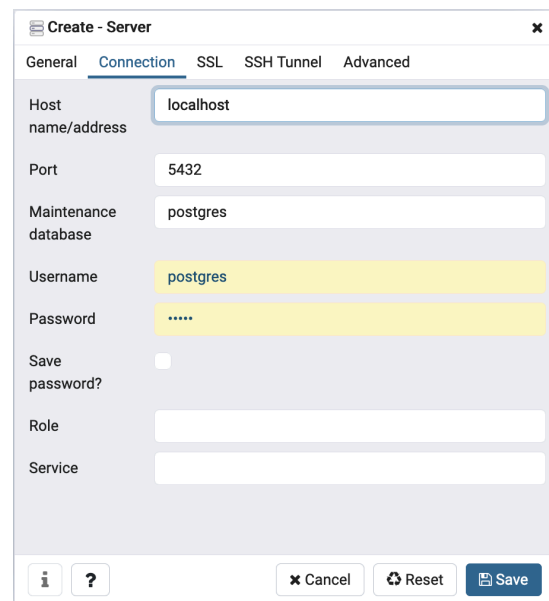 Create - Server
General Connection SSL SSH Tunnel Advanced
Host name/address localhost
Port 5432
Maintenance database postgres
Username postgres
Password •••••
Save password?
Role
Service
i ? Cancel Reset Save